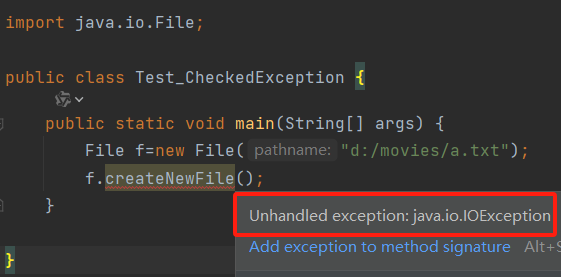 import java.io.File;
public class Test_CheckedException {
public static void main(String[] args) {
File f=new File( pathname: "d:/movies/a.txt");
f.createNewFile();
Unhandled exception: java.io.IOException
}
Add exception to method signature Alt+S
}